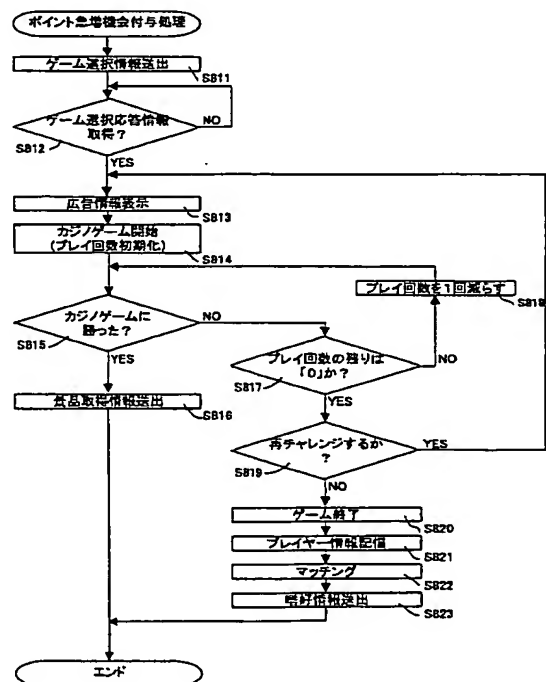 ポイント急増機会付与処理
ゲーム選択情報送出
S811
ゲーム選択応答情報
取得？
NO
S812
YES
広告情報表示
S813
カジノゲーム開始
(プレイ回数初期化)
S814
プレイ回数を1回減らす
S818
カジノゲームに
勝った？
NO
S815
YES
プレイ回数の残りは
「0」か？
NO
S817
YES
景品取得情報送出
S816
再チャレンジするか
？
YES
S819
NO
ゲーム終了
S820
プレイヤー情報配信
S821
マッチング
S822
嗜好情報送出
S823
エンド